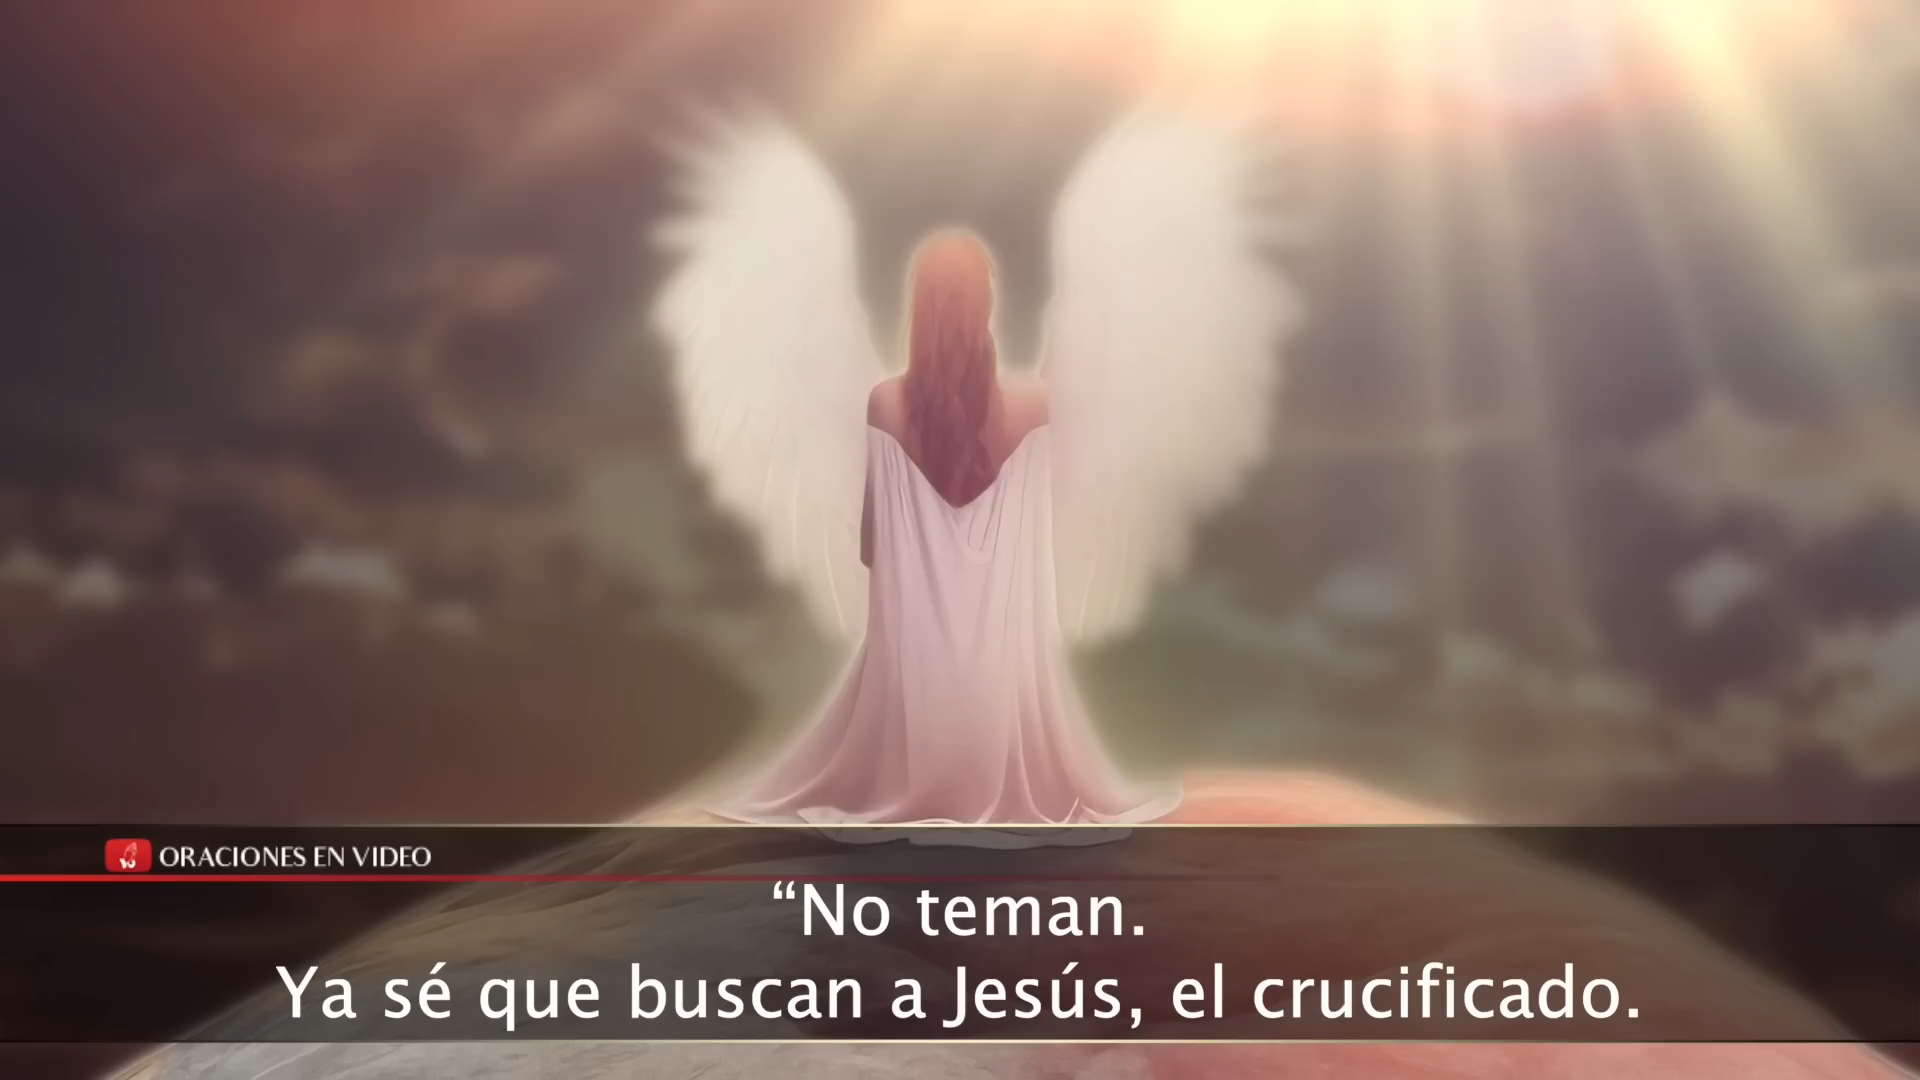 ORACIONES EN VIDEO
“No teman.
Ya sé que buscan a Jesús, el crucificado.